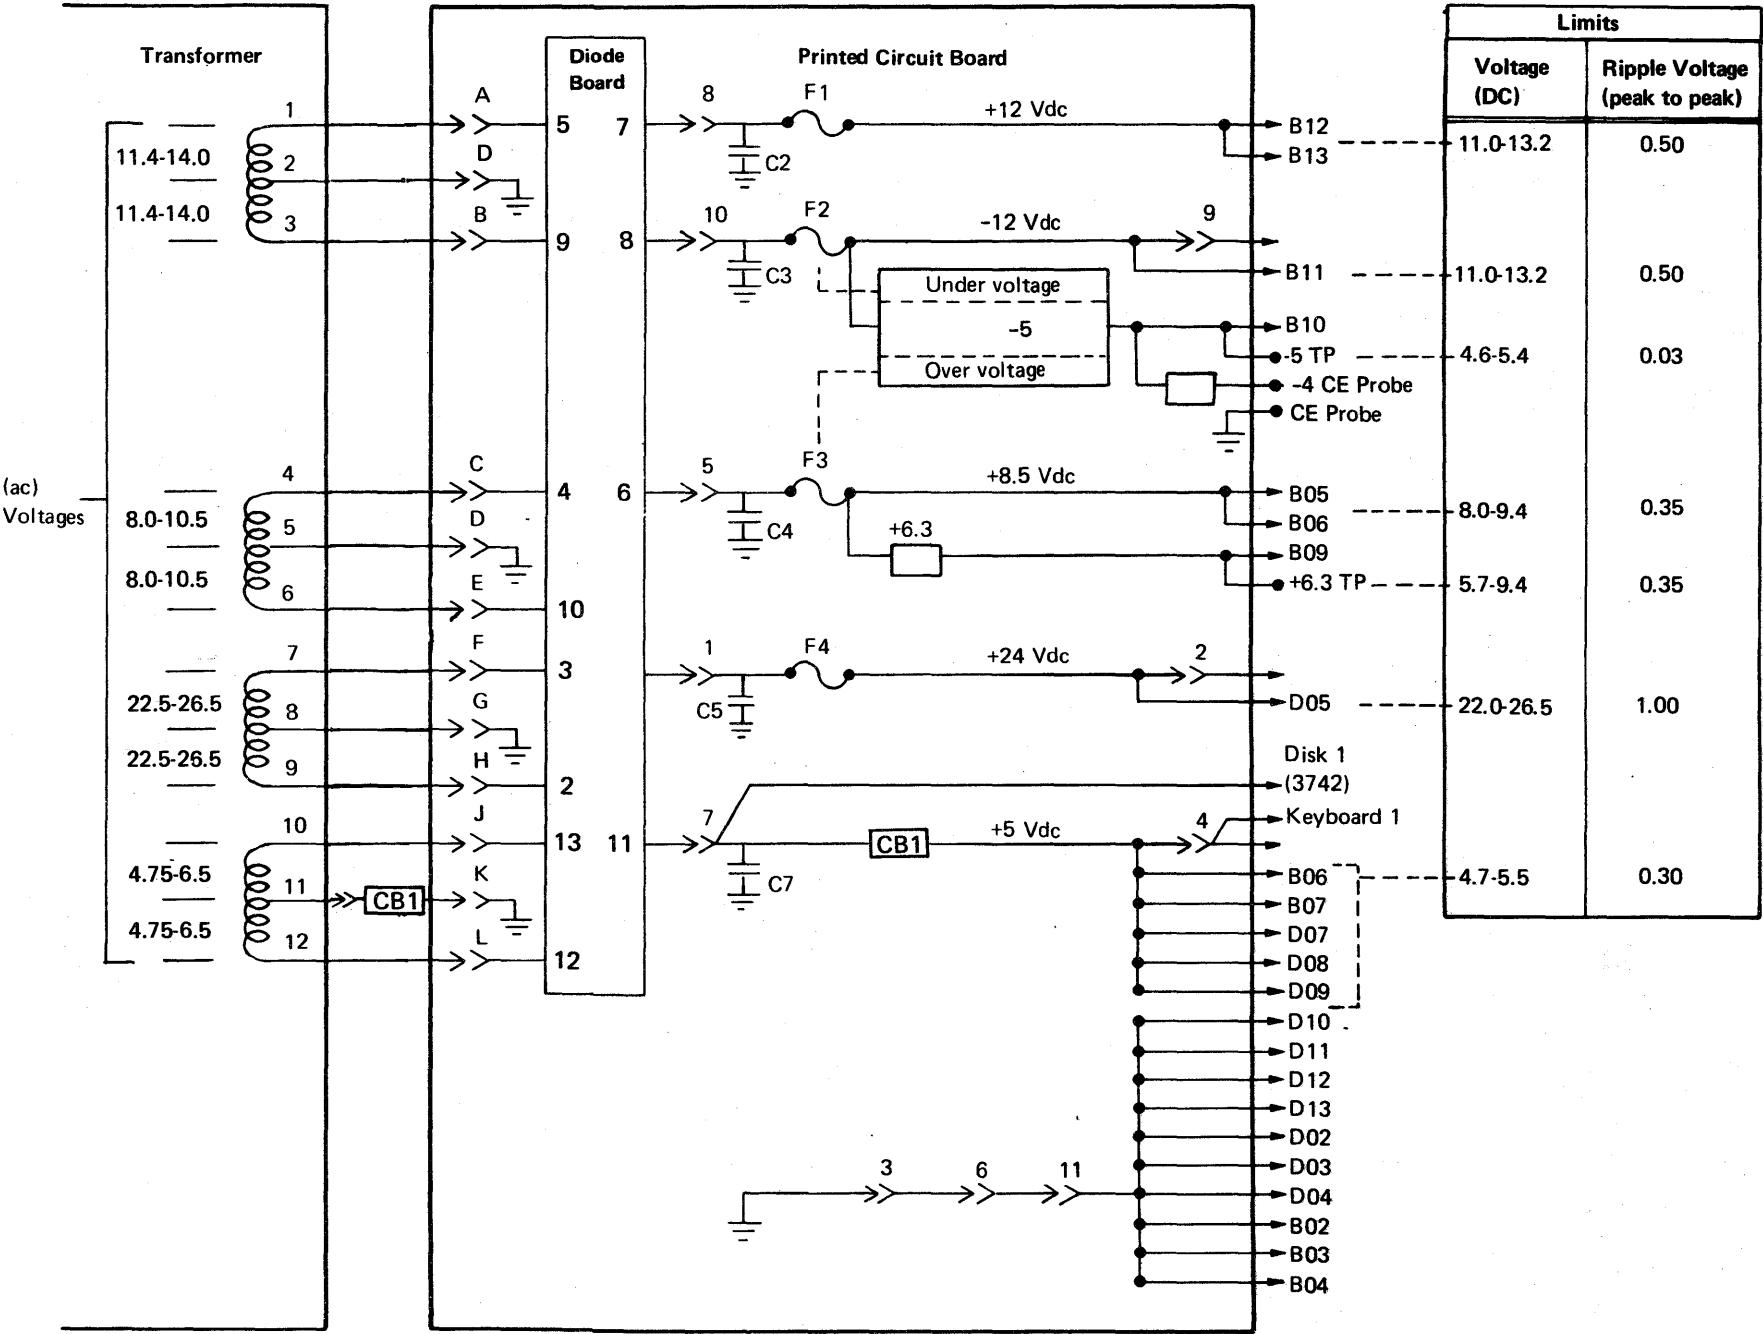 Limits
Transformer
Diode
Board
Printed Circuit Board
Voltage
(DC)
Ripple Voltage
(peak to peak)
1
A
5
7
8
F1
+12 Vdc
B12
11.4-14.0
2
D
C2
B13
11.0-13.2
0.50
11.4-14.0
3
B
9
8
10
F2
-12 Vdc
9
C3
B11
11.0-13.2
0.50
Under voltage
-5
B10
-5 TP
4.6-5.4
0.03
Over voltage
-4 CE Probe
CE Probe
(ac)
Voltages
4
C
4
6
5
F3
+8.5 Vdc
B05
8.0-10.5
5
D
C4
B06
8.0-9.4
0.35
+6.3
B09
8.0-10.5
6
E
10
+6.3 TP
5.7-9.4
0.35
7
F
3
1
F4
+24 Vdc
2
22.5-26.5
8
G
C5
D05
22.0-26.5
1.00
22.5-26.5
9
H
2
Disk 1
(3742)
10
J
13
11
7
CB1
+5 Vdc
4
Keyboard 1
4.75-6.5
11
CB1
K
C7
B06
4.7-5.5
0.30
B07
4.75-6.5
12
L
12
D07
D08
D09
D10
D11
D12
D13
D02
D03
3
6
11
D04
B02
B03
B04